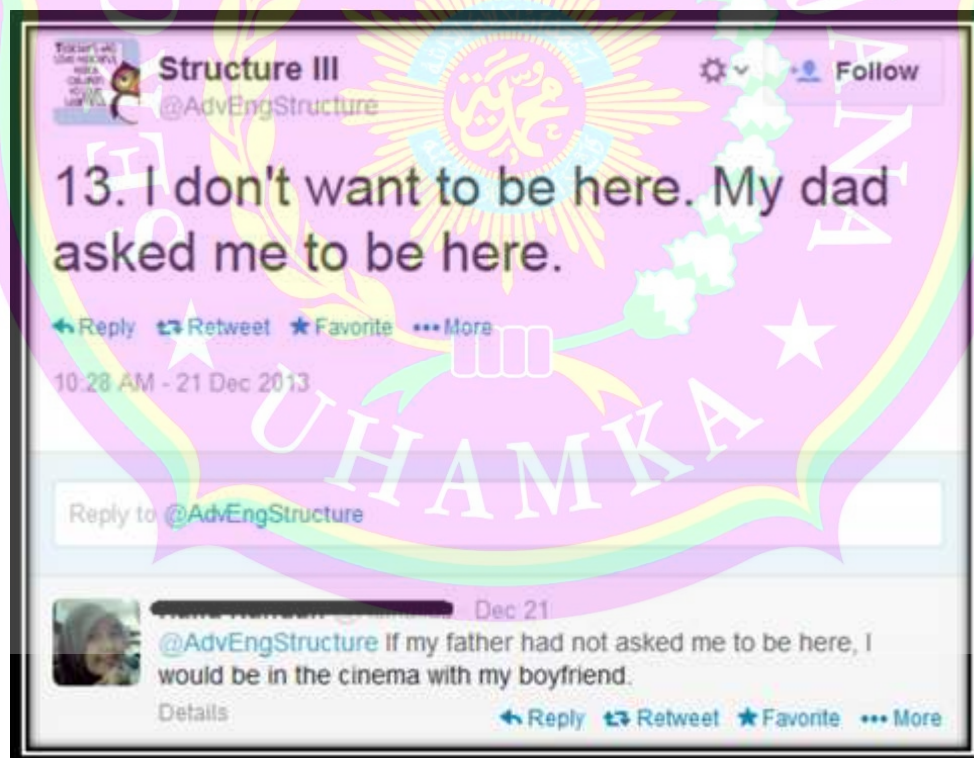 Structure III
@AdvEngStructure
Follow
13. I don't want to be here. My dad
asked me to be here.
Reply Retweet Favorite More
10:28 AM - 21 Dec 2013
UHAMKA
Reply to @AdvEngStructure
Dec 21
@AdvEngStructure If my father had not asked me to be here, I
would be in the cinema with my boyfriend.
Details
Reply Retweet Favorite More